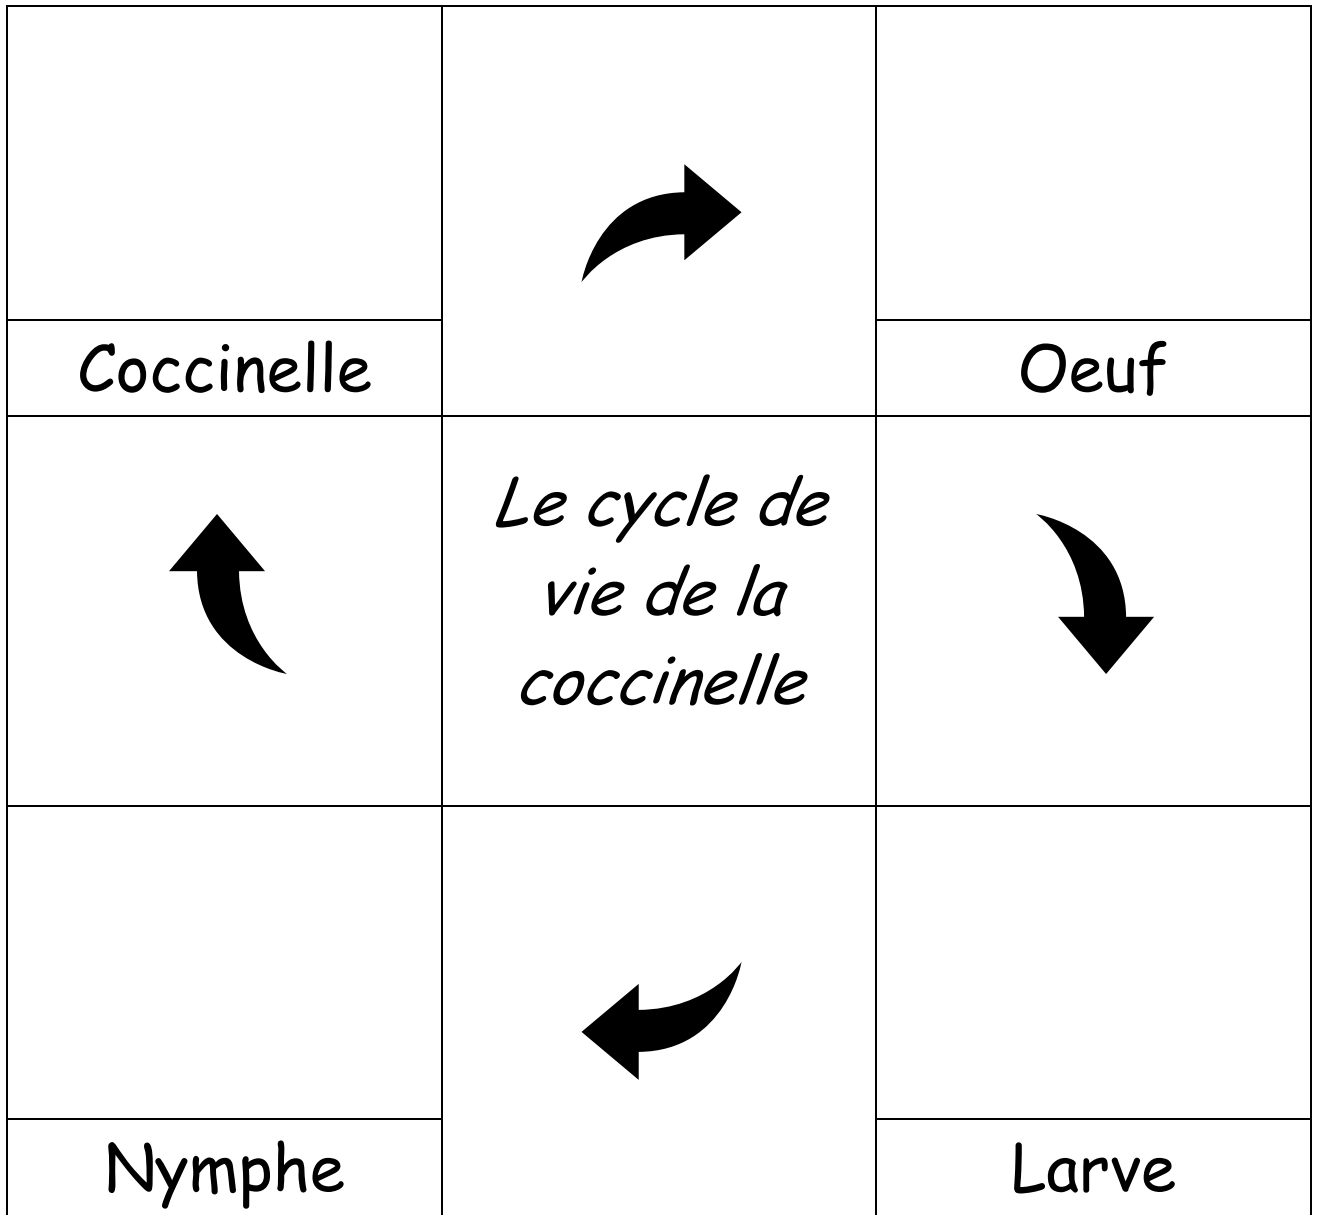 Coccinelle
Oeuf
Le cycle de
vie de la
coccinelle
Nymphe
Larve